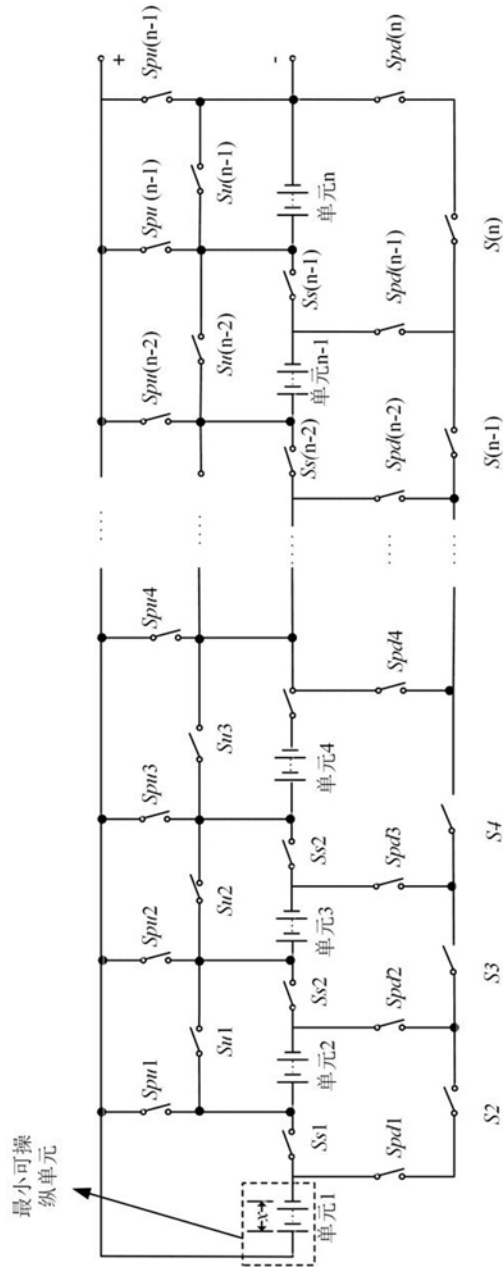 最小可操
纵单元
Spu1
Spu2
Spu3
Spu4
Spu(n-2)
Spu (n-1)
Spu(n-1)
+
Su1
Su2
Su3
Su(n-2)
Su(n-1)
x
单元1
Ss1
单元2
Ss2
单元3
Ss2
单元4
Ss(n-2)
单元n-1
Ss(n-1)
单元n
-
Spd1
Spd2
Spd3
Spd4
Spd(n-2)
Spd(n-1)
Spd(n)
S2
S3
S4
S(n-1)
S(n)